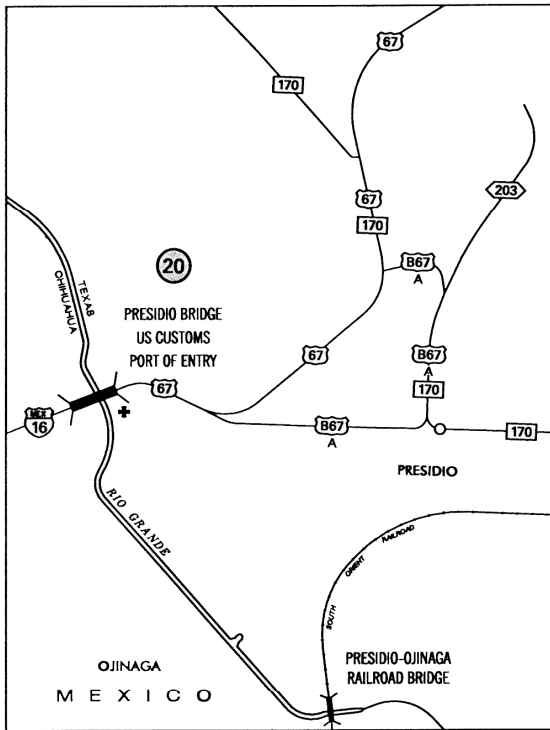 67
170
67
170
203
B67
A
20
TEXAS
CHIHUAHUA
PRESIDIO BRIDGE
US CUSTOMS
PORT OF ENTRY
67
B67
A
170
67
MEX
16
B67
A
170
PRESIDIO
RIO GRANDE
SOUTH ORIENT RAILROAD
OJINAGA
MEXICO
PRESIDIO-OJINAGA
RAILROAD BRIDGE